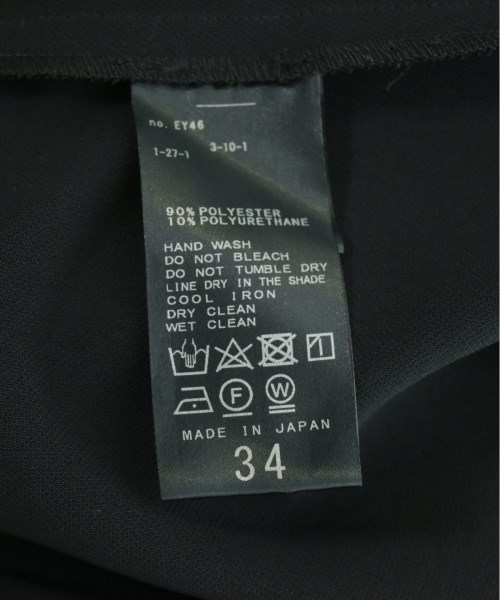 no. EY46
1-27-1 3-10-1
90% POLYESTER
10% POLYURETHANE
HAND WASH
DO NOT BLEACH
DO NOT TUMBLE DRY
LINE DRY IN THE SHADE
COOL IRON
DRY CLEAN
WET CLEAN
F W
MADE IN JAPAN
34